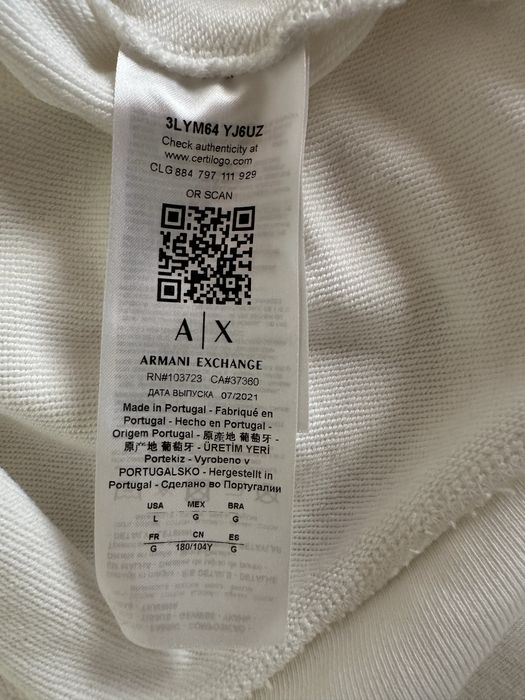 3LYM64 YJ6UZ
Check authenticity at
www.certilogo.com
CLG 884 797 111 929
OR SCAN
A|X
ARMANI EXCHANGE
RN#103723 CA#37360
ДАТА ВЫПУСКА 07/2021
Made in Portugal - Fabriqué en
Portugal - Hecho en Portugal -
Origem Portugal - 原産地 葡萄牙 -
原产地 葡萄牙 - ÜRETİM YERİ
Portekiz - Vyrobeno v
PORTUGALSKO - Hergestellt in
Portugal - Сделано во Португалии
USA MEX BRA
L G G
FR CN ES
G 180/104Y G